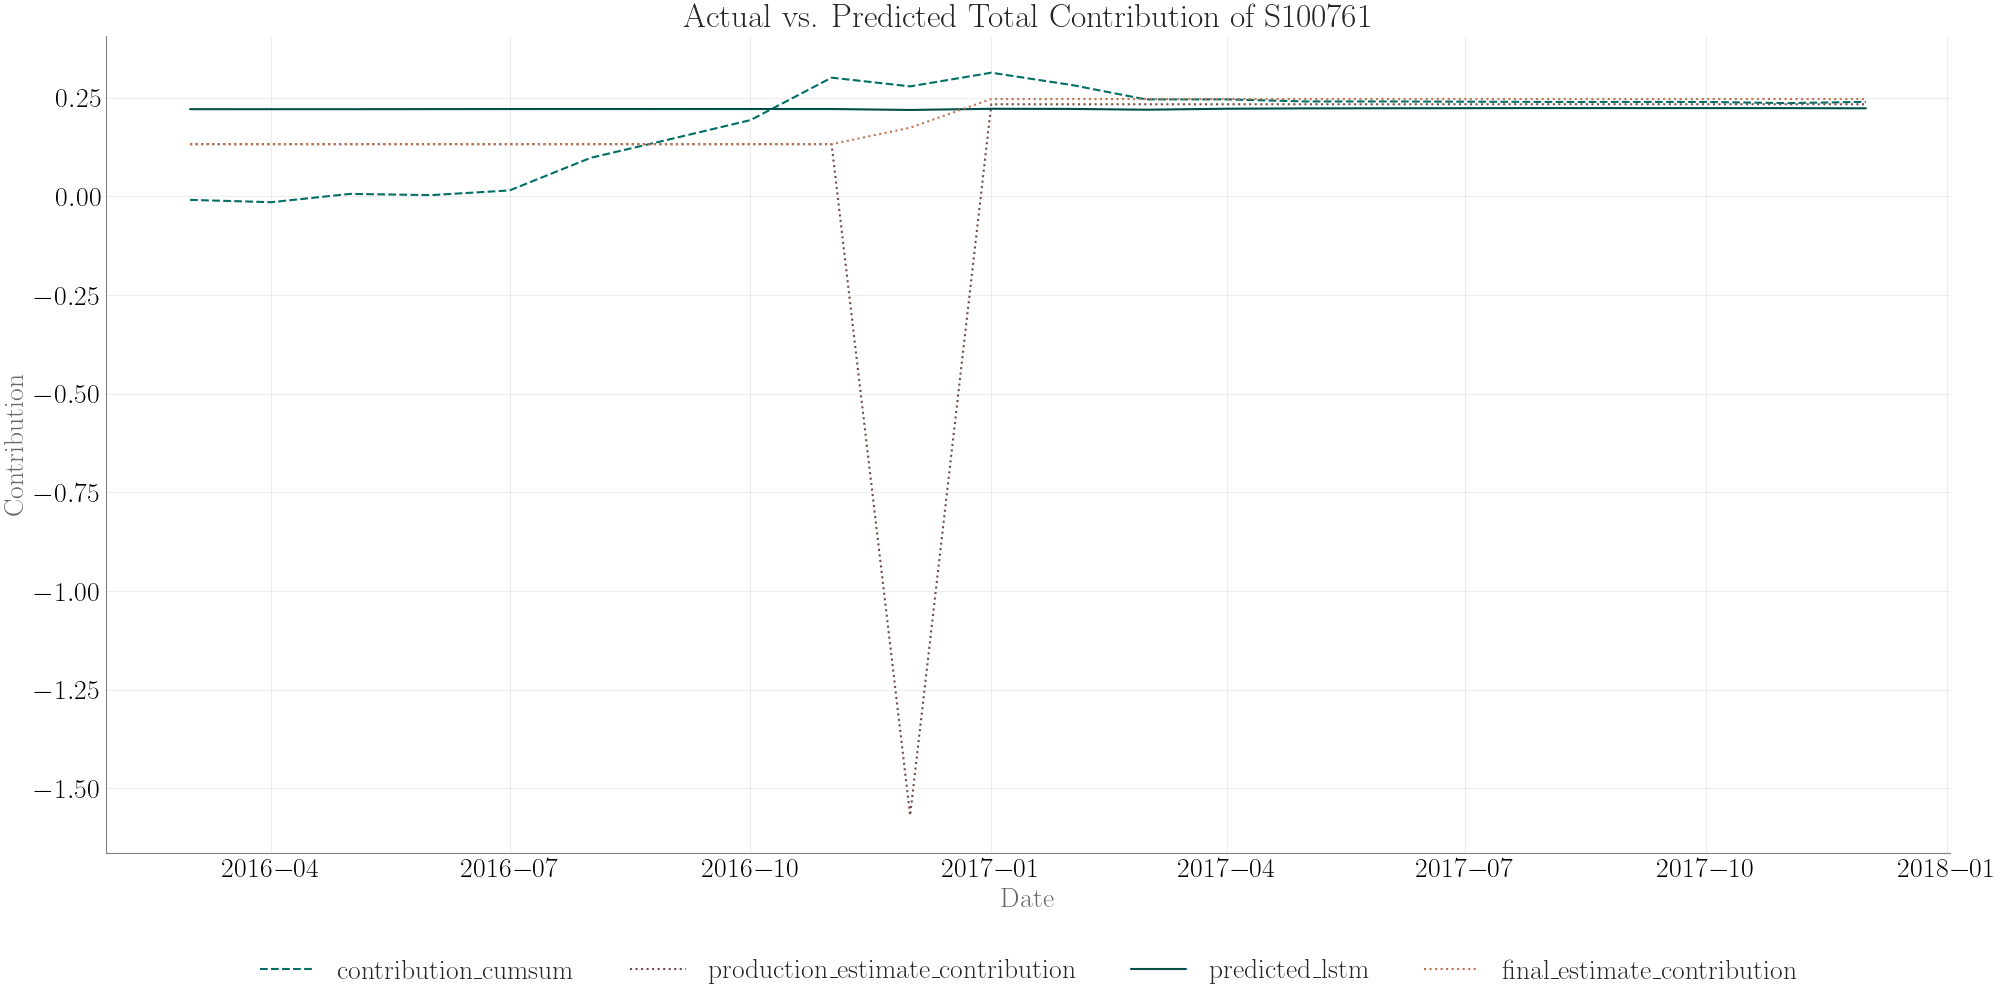 Actual vs. Predicted Total Contribution of S100761
0.25
0.00
−0.25
−0.50
−0.75
−1.00
−1.25
−1.50
Contribution
2016–04 2016–07 2016–10 2017–01 2017–04 2017–07 2017–10 2018–01
Date
contribution_cumsum production_estimate_contribution predicted_lstm final_estimate_contribution